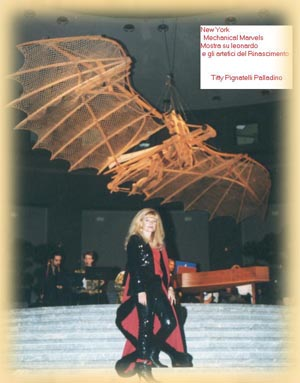 New York
Mechanical Marvels
Mostra su leonardo
e gli artefici del Rinascimento
Titty Pignatelli Palladino